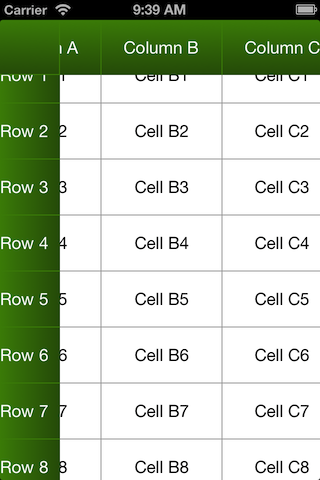 Carrier 9:39 AM
A Column B Column C
Row 1 1 Cell B1 Cell C1
Row 2 2 Cell B2 Cell C2
Row 3 3 Cell B3 Cell C3
Row 4 4 Cell B4 Cell C4
Row 5 5 Cell B5 Cell C5
Row 6 6 Cell B6 Cell C6
Row 7 7 Cell B7 Cell C7
Row 8 8 Cell B8 Cell C8